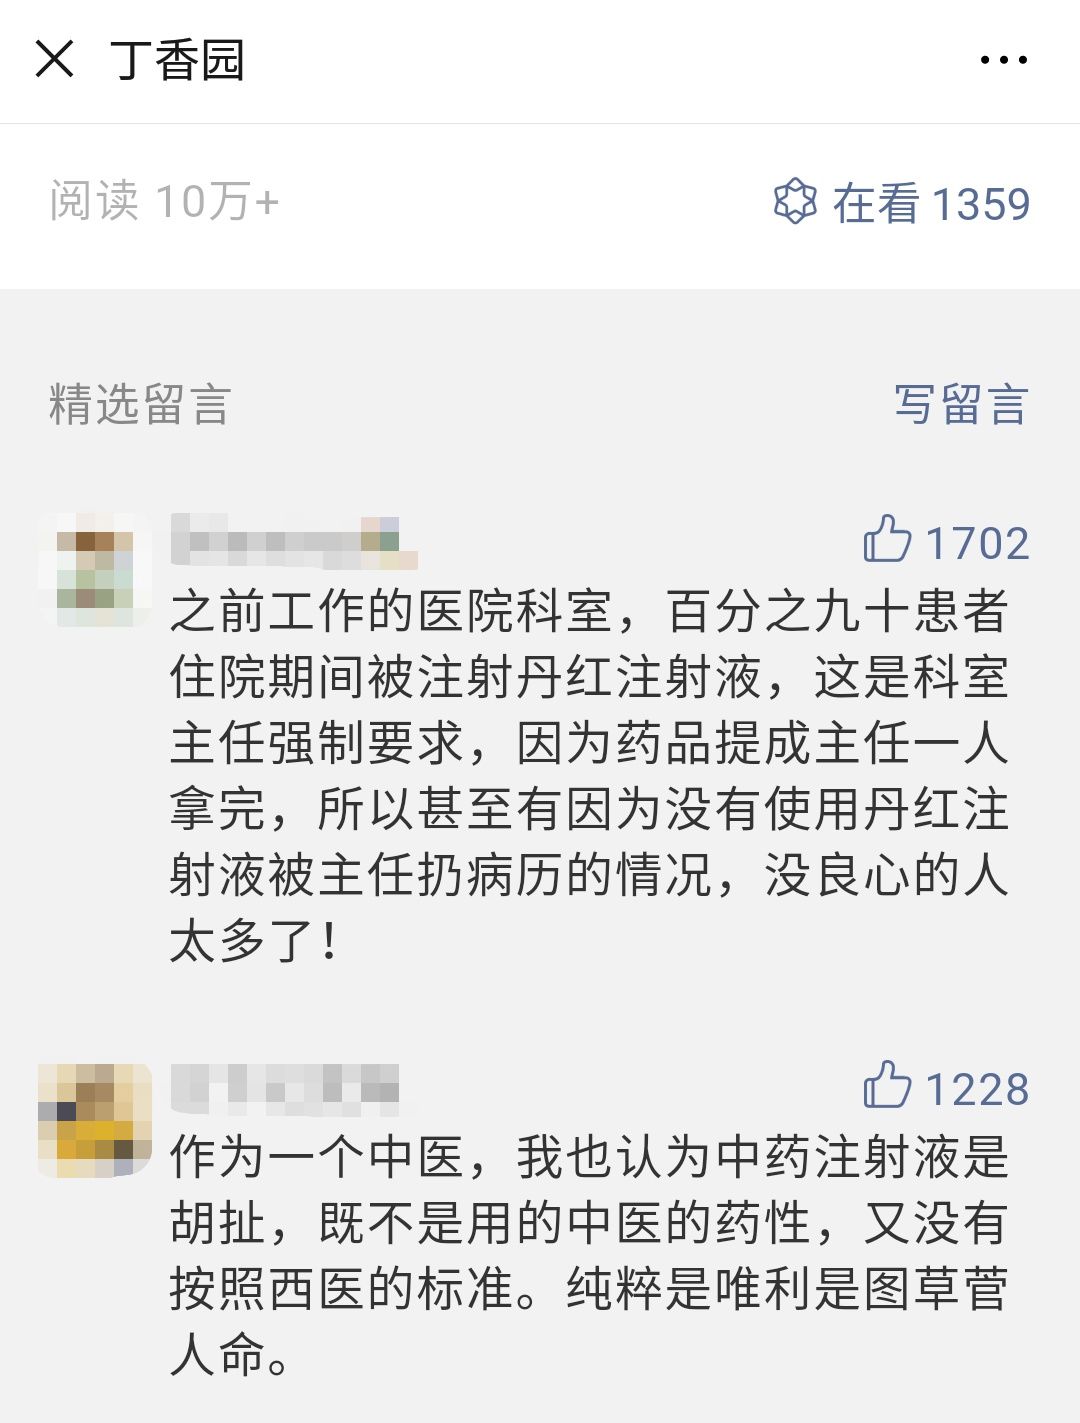 丁香园
阅读 10万+
在看 1359
精选留言
写留言
1702
之前工作的医院科室，百分之九十患者
住院期间被注射丹红注射液，这是科室
主任强制要求，因为药品提成主任一人
拿完，所以甚至有因为没有使用丹红注
射液被主任扔病历的情况，没良心的人
太多了！
1228
作为一个中医，我也认为中药注射液是
胡扯，既不是用的中医的药性，又没有
按照西医的标准。纯粹是唯利是图草菅
人命。